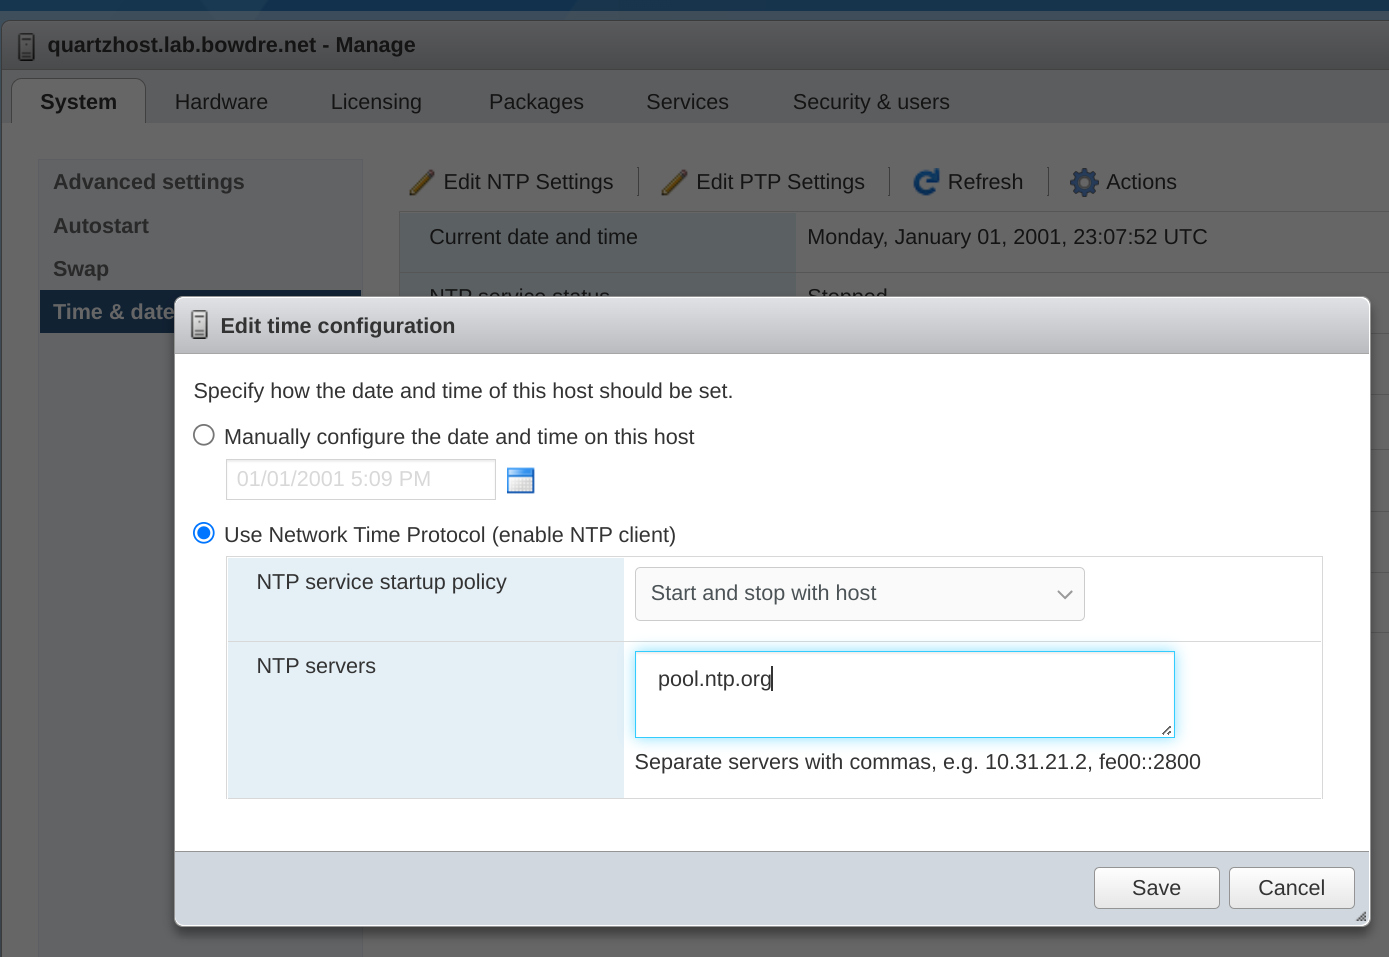 quartzhost.lab.bowdre.net - Manage
System Hardware Licensing Packages Services Security & users
Advanced settings
Autostart
Swap
Time & date
Edit NTP Settings Edit PTP Settings Refresh Actions
Current date and time Monday, January 01, 2001, 23:07:52 UTC
NTP service status Stopped
Edit time configuration
Specify how the date and time of this host should be set.
Manually configure the date and time on this host
01/01/2001 5:09 PM
Use Network Time Protocol (enable NTP client)
NTP service startup policy Start and stop with host
NTP servers pool.ntp.org
Separate servers with commas, e.g. 10.31.21.2, fe00::2800
Save Cancel